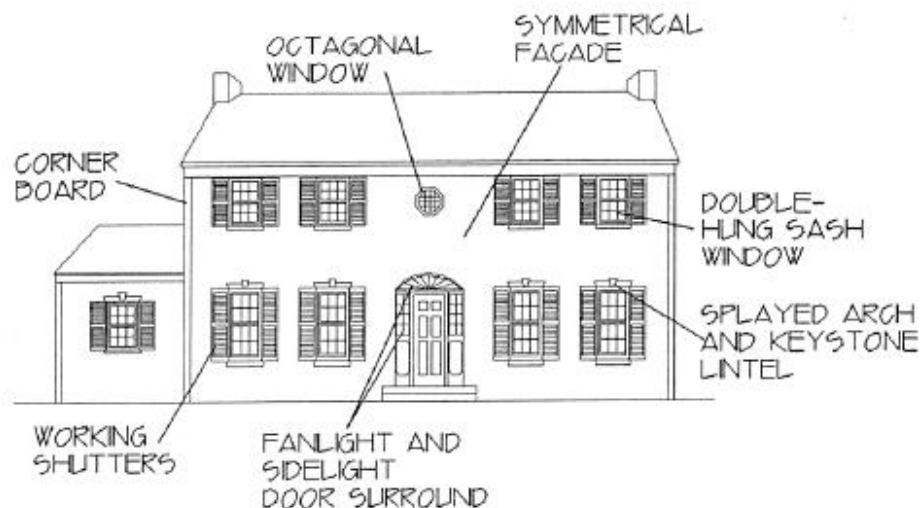 OCTAGONAL
WINDOW
SYMMETRICAL
FACADE
CORNER
BOARD
DOUBLE-
HUNG SASH
WINDOW
SPLAYED ARCH
AND KEYSTONE
LINTEL
WORKING
SHUTTERS
FANLIGHT AND
SIDELIGHT
DOOR SURROUND